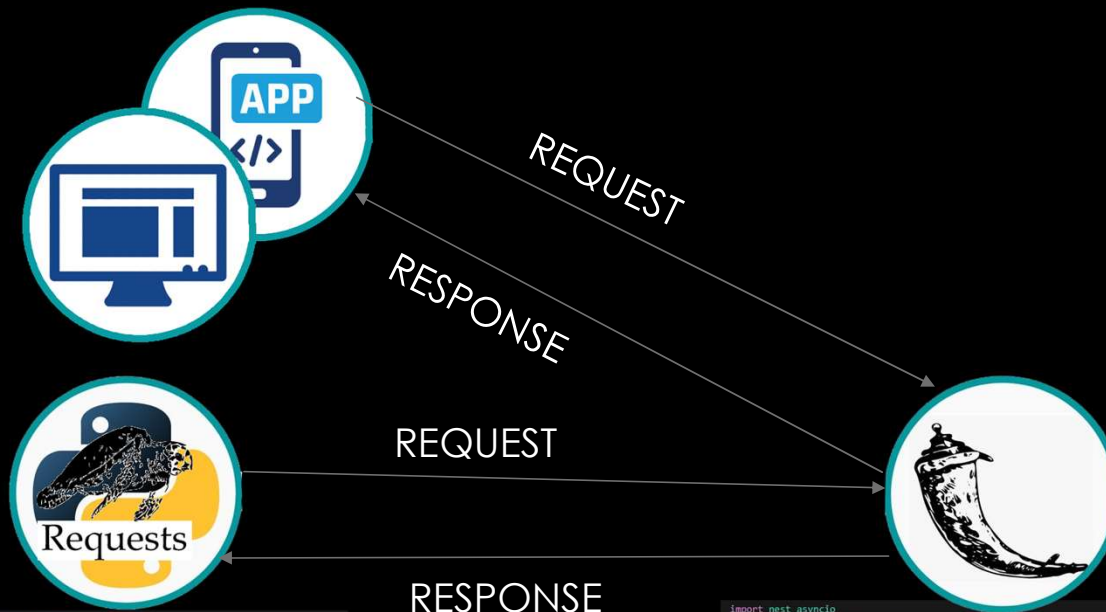 APP
</>
REQUEST
RESPONSE
REQUEST
Requests
RESPONSE
import nest_asyncio